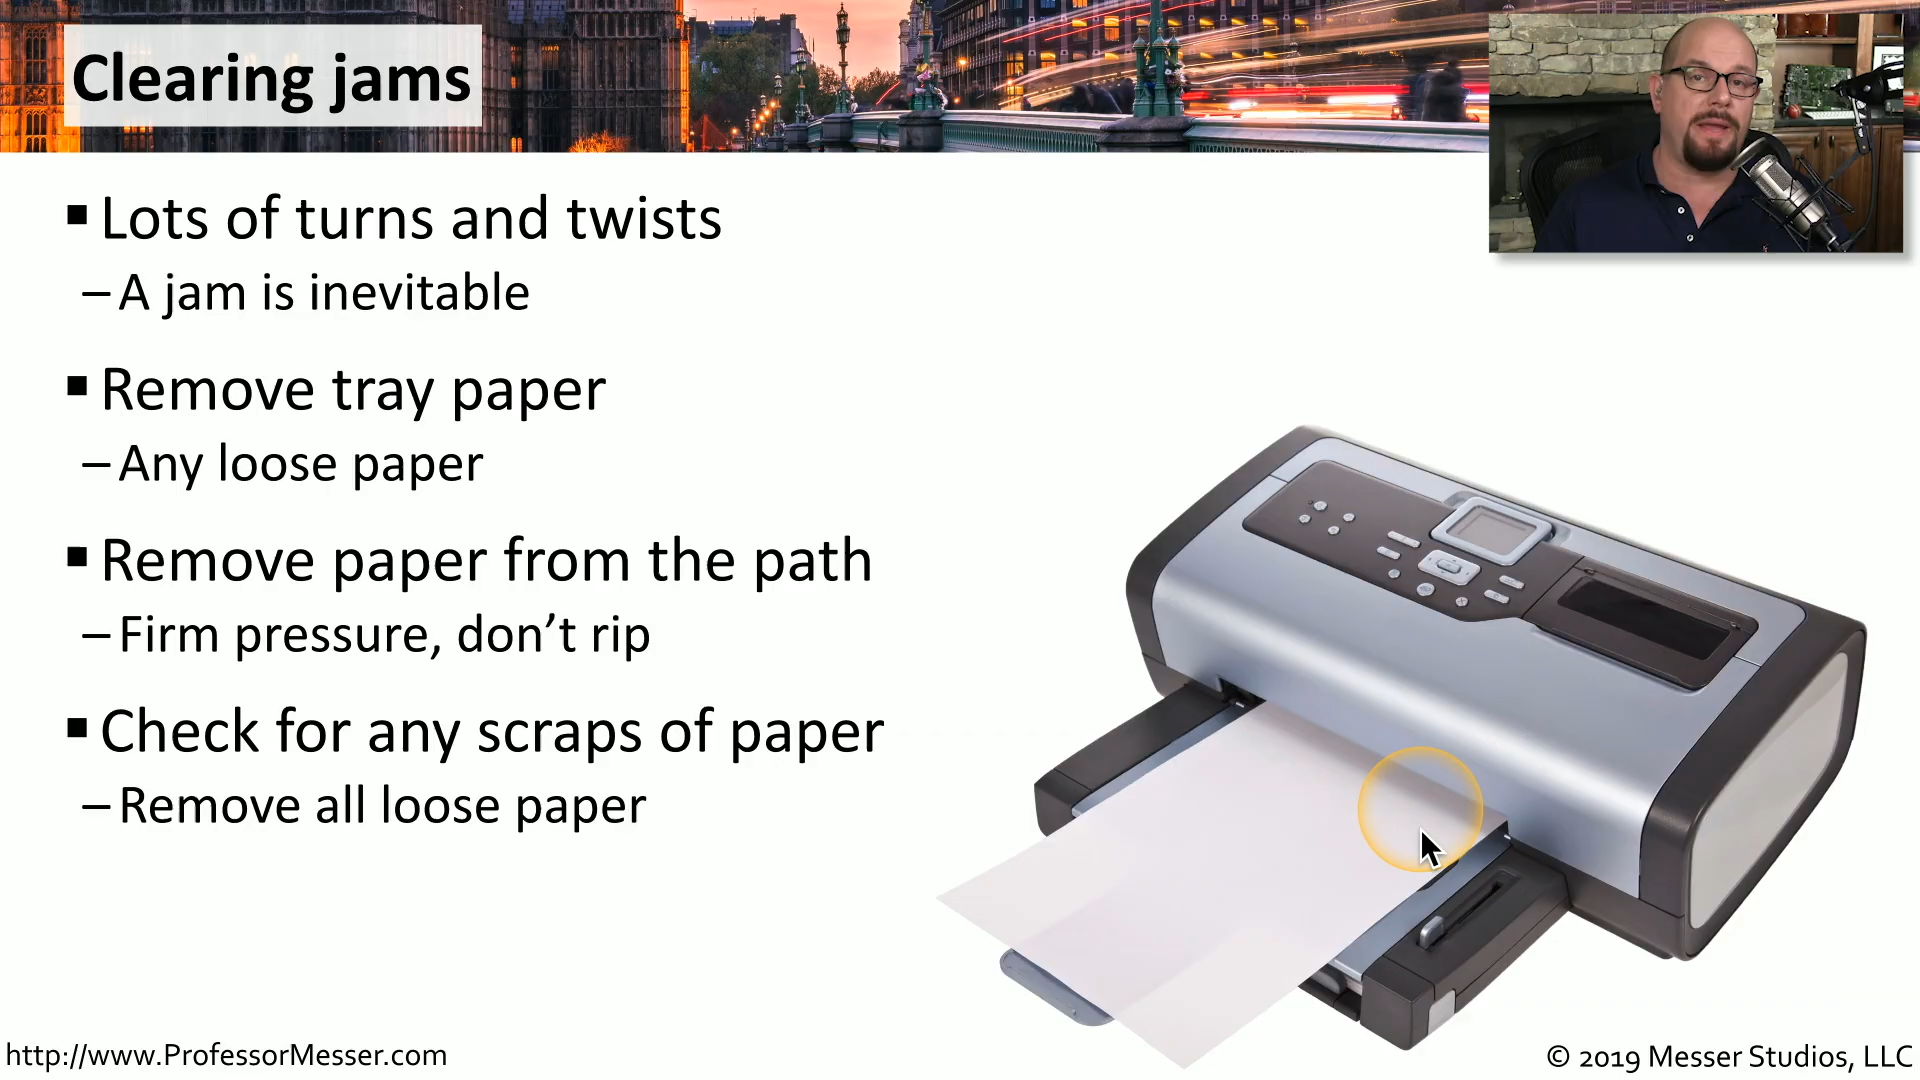 Clearing jams
▪ Lots of turns and twists
– A jam is inevitable
▪ Remove tray paper
– Any loose paper
▪ Remove paper from the path
– Firm pressure, don’t rip
▪ Check for any scraps of paper
– Remove all loose paper
http://www.ProfessorMesser.com
© 2019 Messer Studios, LLC